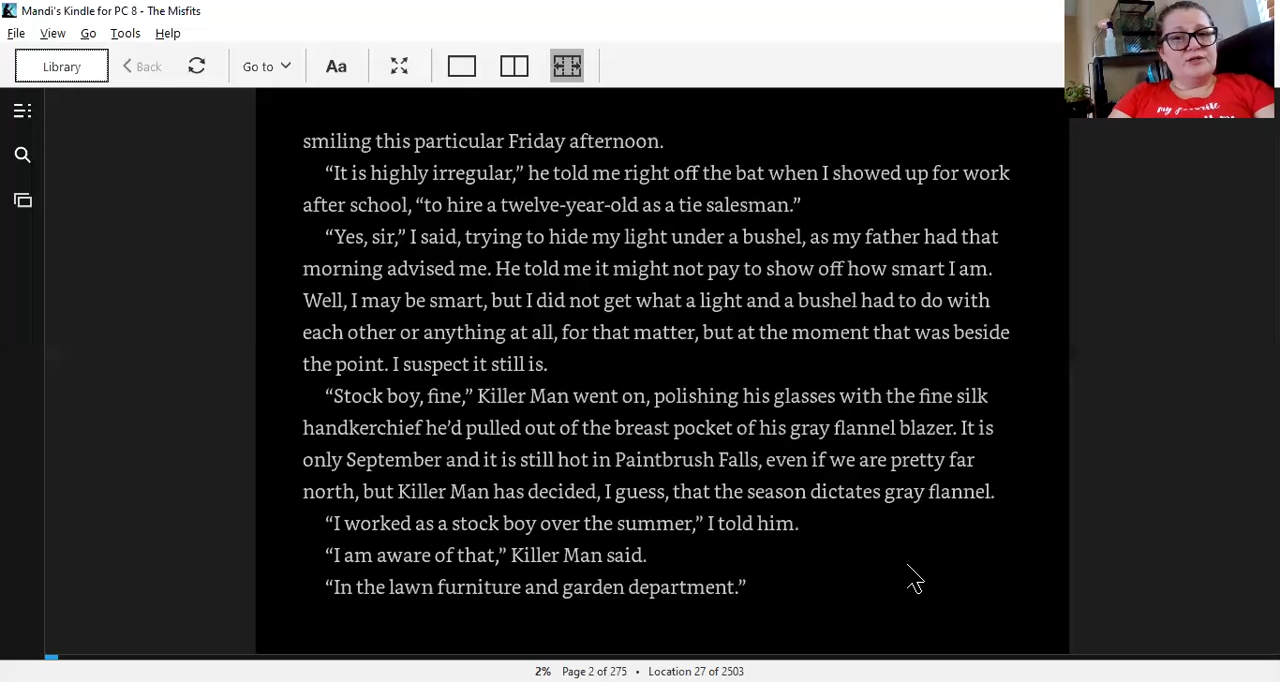 Mandi's Kindle for PC 8 - The Misfits
File View Go Tools Help
Library Back Go to Aa
smiling this particular Friday afternoon.
“It is highly irregular,” he told me right off the bat when I showed up for work
after school, “to hire a twelve-year-old as a tie salesman.”
“Yes, sir,” I said, trying to hide my light under a bushel, as my father had that
morning advised me. He told me it might not pay to show off how smart I am.
Well, I may be smart, but I did not get what a light and a bushel had to do with
each other or anything at all, for that matter, but at the moment that was beside
the point. I suspect it still is.
“Stock boy, fine,” Killer Man went on, polishing his glasses with the fine silk
handkerchief he’d pulled out of the breast pocket of his gray flannel blazer. It is
only September and it is still hot in Paintbrush Falls, even if we are pretty far
north, but Killer Man has decided, I guess, that the season dictates gray flannel.
“I worked as a stock boy over the summer,” I told him.
“I am aware of that,” Killer Man said.
“In the lawn furniture and garden department.”
2% Page 2 of 275 • Location 27 of 2503
my favorite